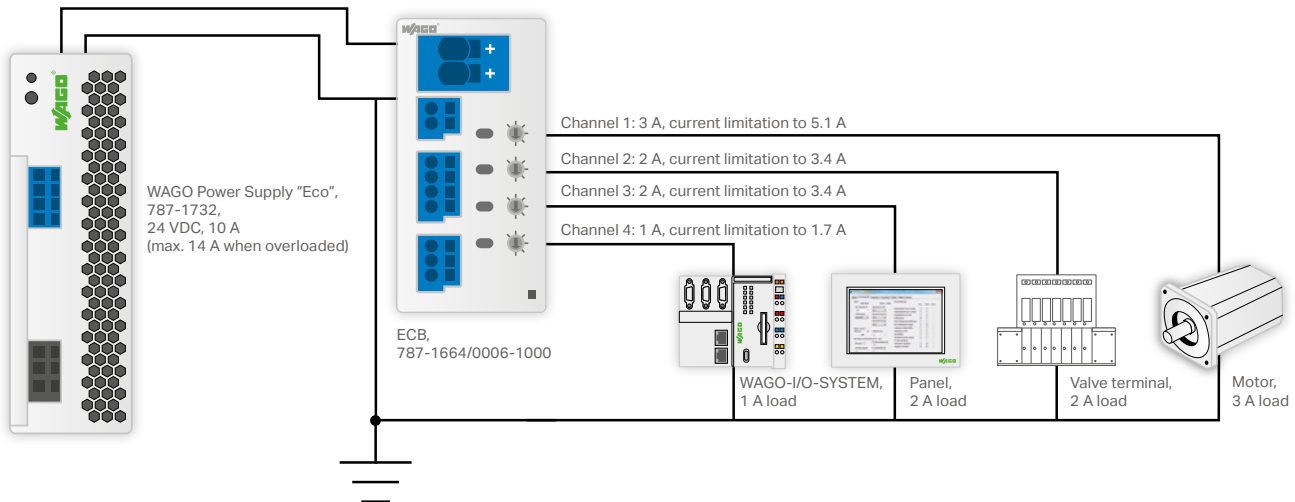 WAGO
WAGO
+
+
Channel 1: 3 A, current limitation to 5.1 A
Channel 2: 2 A, current limitation to 3.4 A
Channel 3: 2 A, current limitation to 3.4 A
Channel 4: 1 A, current limitation to 1.7 A
WAGO Power Supply "Eco",
787-1732,
24 VDC, 10 A
(max. 14 A when overloaded)
ECB,
787-1664/0006-1000
WAGO
WAGO
WAGO-I/O-SYSTEM,
1 A load
Panel,
2 A load
Valve terminal,
2 A load
Motor,
3 A load